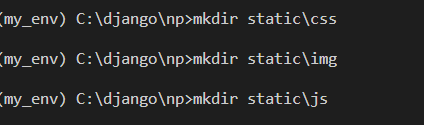 (my_env) C:\django\np>mkdir static\css
(my_env) C:\django\np>mkdir static\img
(my_env) C:\django\np>mkdir static\js